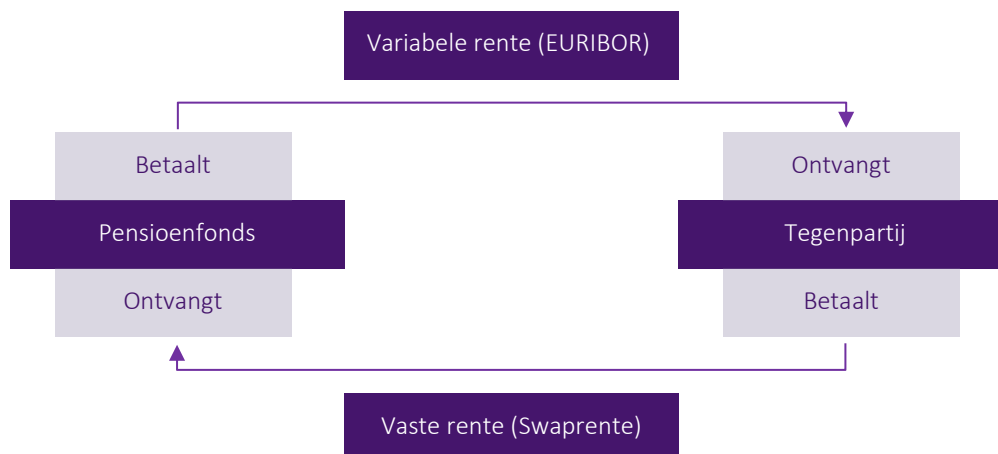 Variabele rente (EURIBOR)
Betaalt
Ontvangt
Pensioenfonds
Tegenpartij
Ontvangt
Betaalt
Vaste rente (Swaprente)